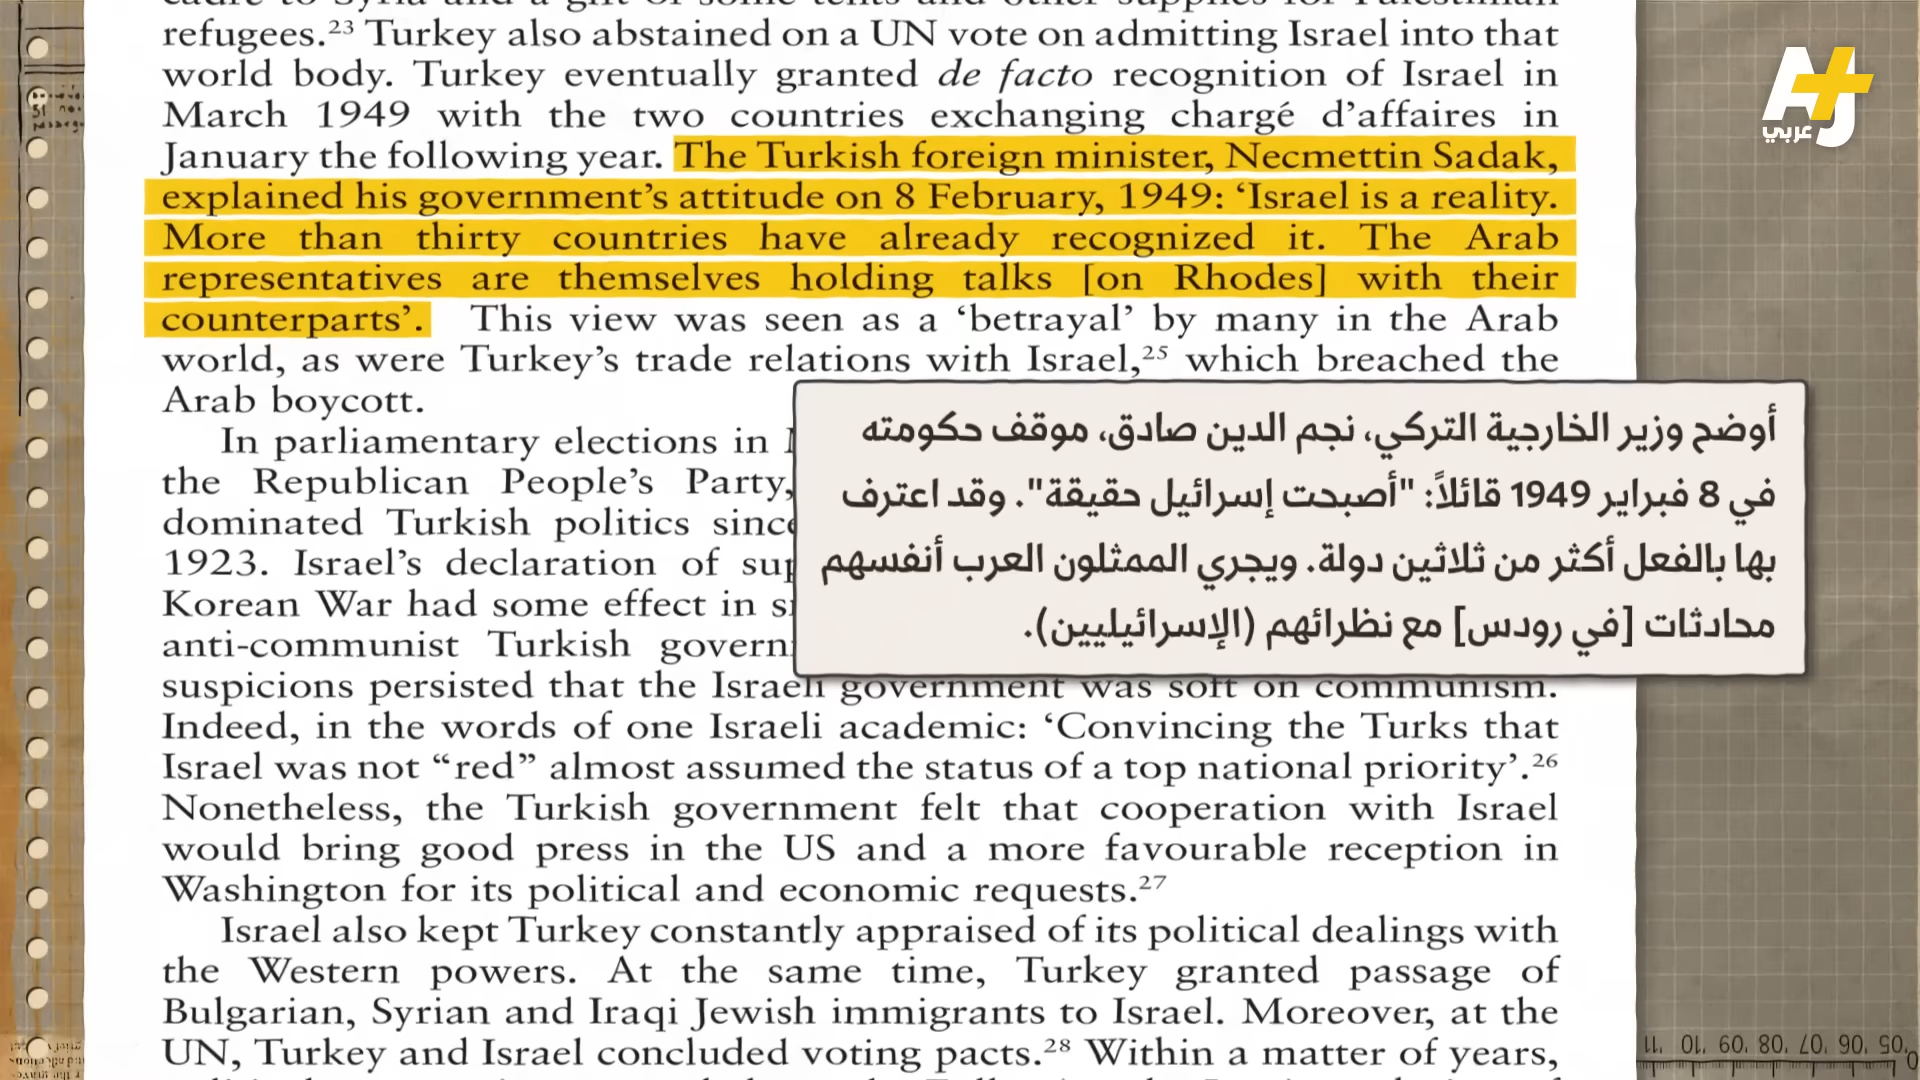 refugees.²³ Turkey also abstained on a UN vote on admitting Israel into that
world body. Turkey eventually granted de facto recognition of Israel in
March 1949 with the two countries exchanging chargé d’affaires in
January the following year. The Turkish foreign minister, Necmettin Sadak,
explained his government’s attitude on 8 February, 1949: ‘Israel is a reality.
More than thirty countries have already recognized it. The Arab
representatives are themselves holding talks [on Rhodes] with their
counterparts’. This view was seen as a ‘betrayal’ by many in the Arab
world, as were Turkey’s trade relations with Israel,²⁵ which breached the
Arab boycott.
In parliamentary elections in
the Republican People’s Party,
dominated Turkish politics since
1923. Israel’s declaration of
Korean War had some effect in
anti-communist Turkish
suspicions persisted that the Israeli government was soft on communism.
Indeed, in the words of one Israeli academic: ‘Convincing the Turks that
Israel was not “red” almost assumed the status of a top national priority’.²⁶
Nonetheless, the Turkish government felt that cooperation with Israel
would bring good press in the US and a more favourable reception in
Washington for its political and economic requests.²⁷
Israel also kept Turkey constantly appraised of its political dealings with
the Western powers. At the same time, Turkey granted passage of
Bulgarian, Syrian and Iraqi Jewish immigrants to Israel. Moreover, at the
UN, Turkey and Israel concluded voting pacts.²⁸ Within a matter of years,
أوضح وزير الخارجية التركي، نجم الدين صادق، موقف حكومته
في 8 فبراير 1949 قائلاً: "أصبحت إسرائيل حقيقة". وقد اعترف
بها بالفعل أكثر من ثلاثين دولة. ويجري الممثلون العرب أنفسهم
محادثات [في رودس] مع نظرائهم (الإسرائيليين).
AJ+
عربي